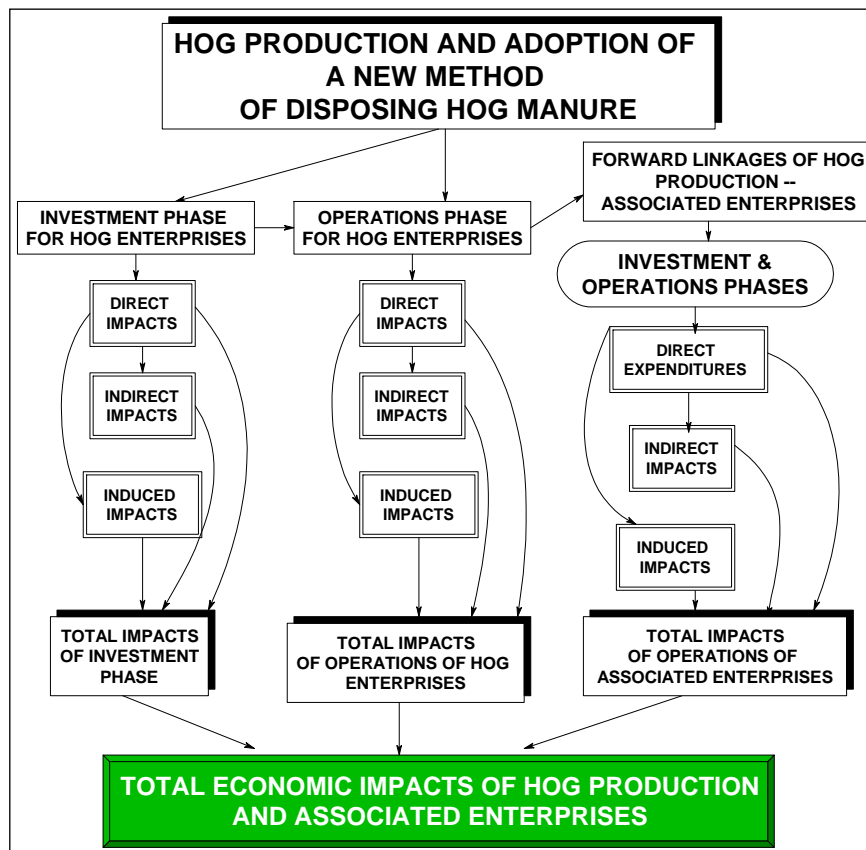 HOG PRODUCTION AND ADOPTION OF
A NEW METHOD
OF DISPOSING HOG MANURE
FORWARD LINKAGES OF HOG
PRODUCTION --
ASSOCIATED ENTERPRISES
INVESTMENT PHASE
FOR HOG ENTERPRISES
OPERATIONS PHASE
FOR HOG ENTERPRISES
INVESTMENT &
OPERATIONS PHASES
DIRECT
IMPACTS
DIRECT
IMPACTS
DIRECT
EXPENDITURES
INDIRECT
IMPACTS
INDIRECT
IMPACTS
INDIRECT
IMPACTS
INDUCED
IMPACTS
INDUCED
IMPACTS
INDUCED
IMPACTS
TOTAL IMPACTS
OF INVESTMENT
PHASE
TOTAL IMPACTS
OF OPERATIONS OF HOG
ENTERPRISES
TOTAL IMPACTS
OF OPERATIONS OF
ASSOCIATED ENTERPRISES
TOTAL ECONOMIC IMPACTS OF HOG PRODUCTION
AND ASSOCIATED ENTERPRISES